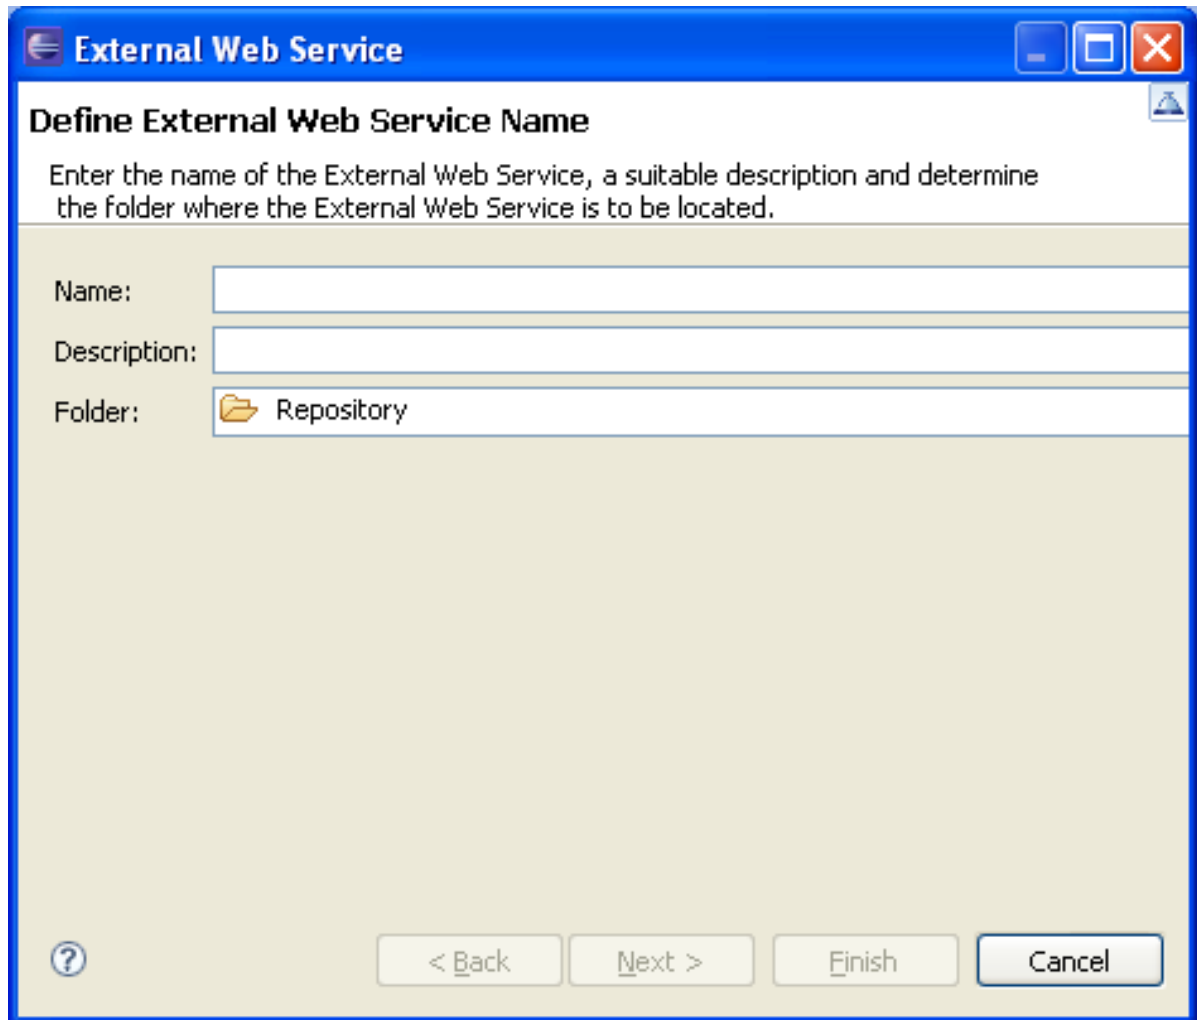 External Web Service
Define External Web Service Name
Enter the name of the External Web Service, a suitable description and determine
the folder where the External Web Service is to be located.
Name:
Description:
Folder: Repository
?
< Back Next > Finish Cancel